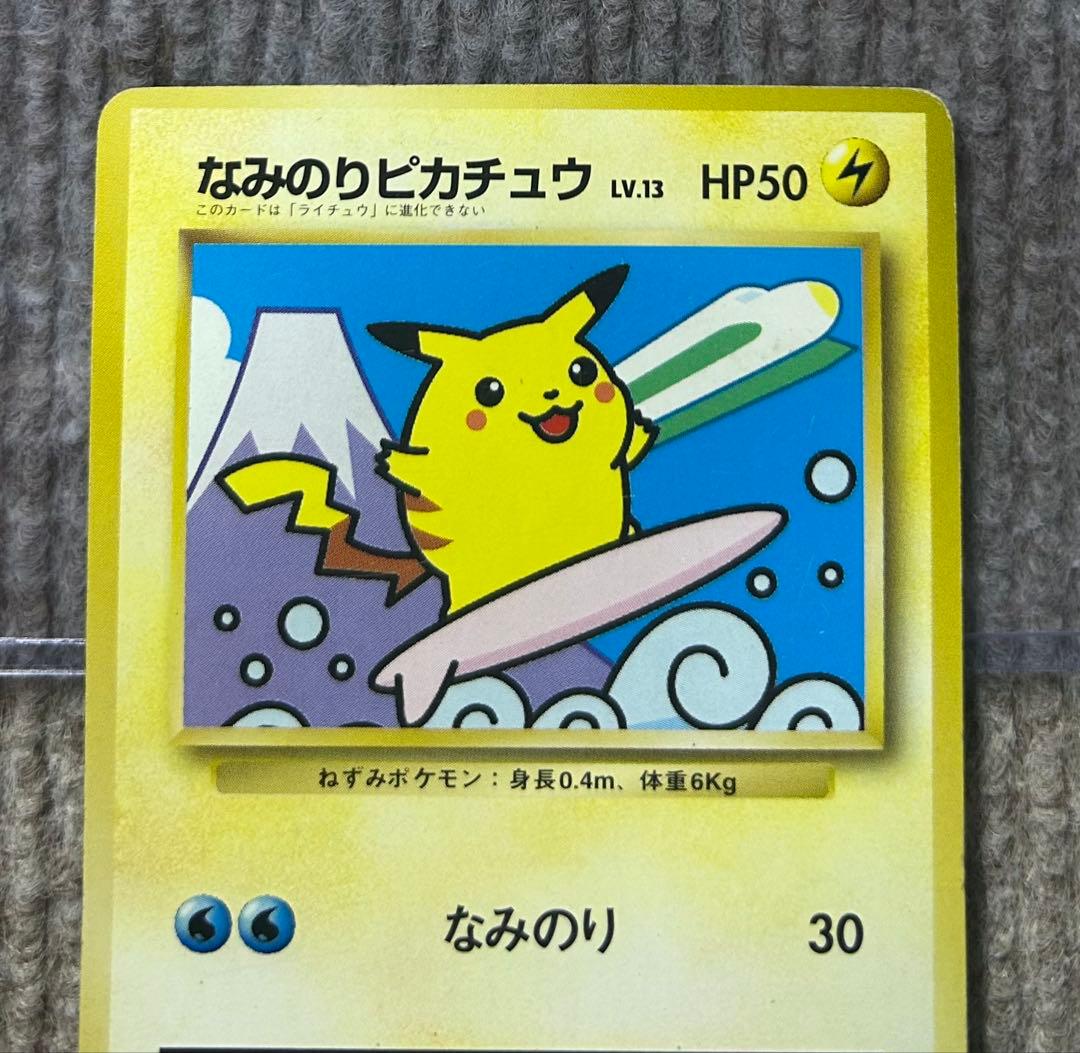 なみのりピカチュウ LV.13 HP50
このカードは「ライチュウ」に進化できない
ねずみポケモン：身長0.4m、体重6Kg
なみのり 30